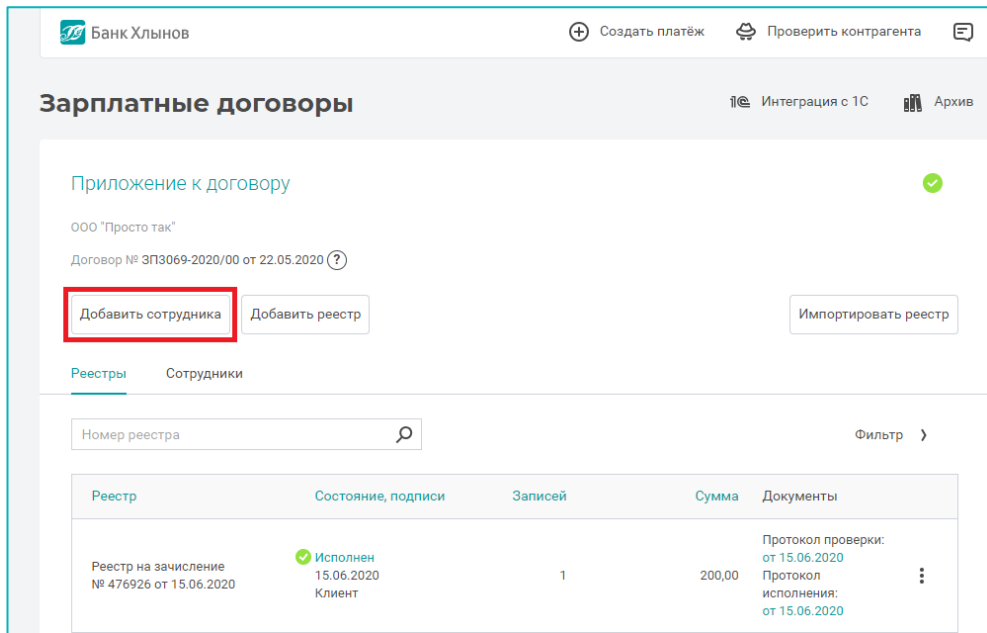 Банк Хлынов
Создать платёж
Проверить контрагента
Зарплатные договоры
Интеграция с 1С
Архив
Приложение к договору
ООО "Просто так"
Договор № ЗП3069-2020/00 от 22.05.2020 ?
Добавить сотрудника
Добавить реестр
Импортировать реестр
Реестры
Сотрудники
Номер реестра
Фильтр
Реестр
Состояние, подписи
Записей
Сумма
Документы
Реестр на зачисление
№ 476926 от 15.06.2020
Исполнен
15.06.2020
Клиент
1
200,00
Протокол проверки:
от 15.06.2020
Протокол
исполнения:
от 15.06.2020